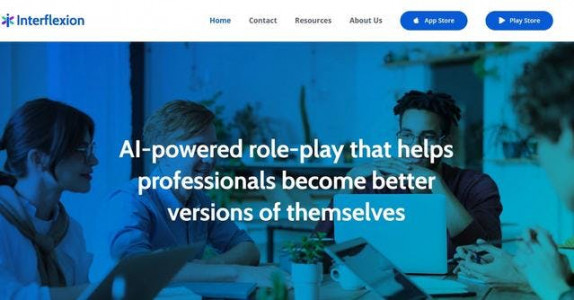 Interflexion
Home Contact Resources About Us App Store Play Store
AI-powered role-play that helps
professionals become better
versions of themselves